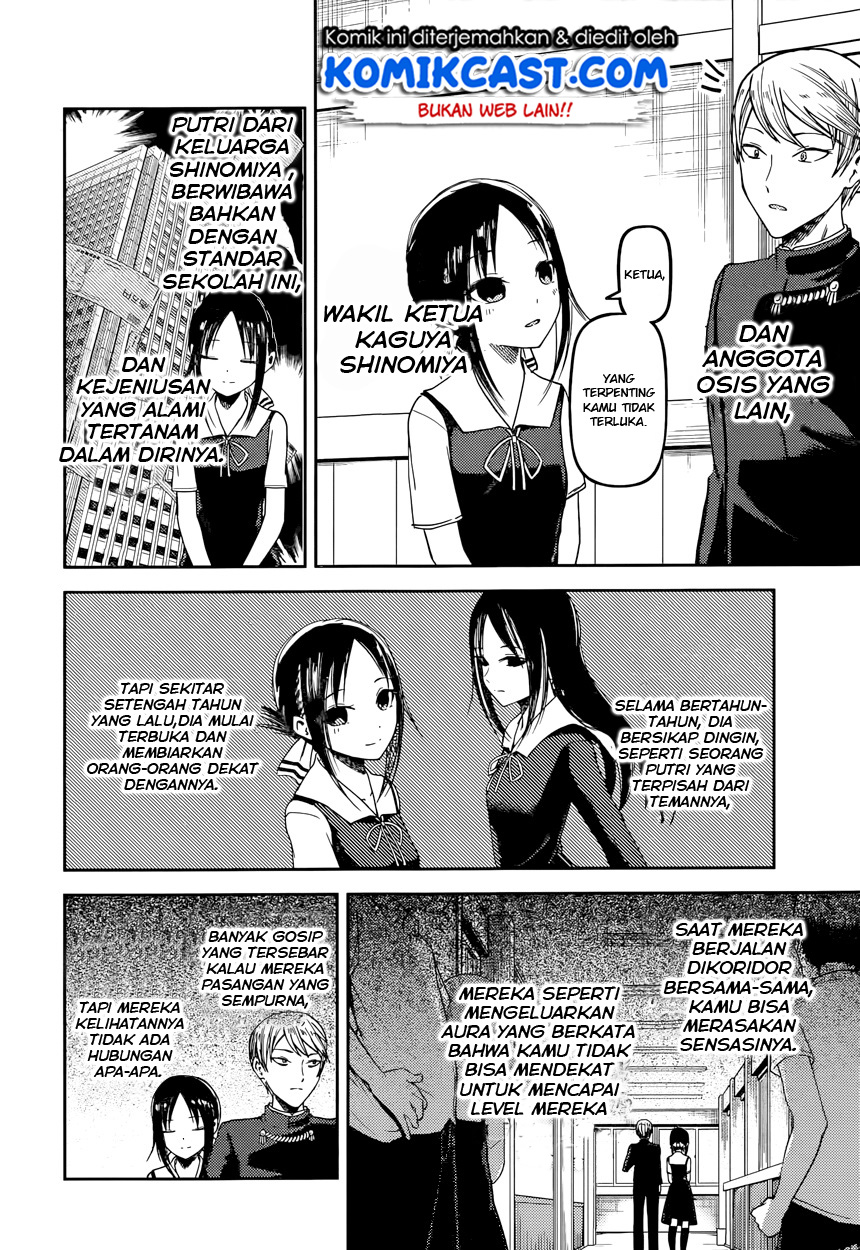 Komik ini diterjemahkan & diedit oleh
KOMIKCAST.COM
BUKAN WEB LAIN!!
DAN
ANGGOTA
OSIS YANG
LAIN,
KETUA,
YANG
TERPENTING
KAMU TIDAK
TERLUKA.
WAKIL KETUA
KAGUYA
SHINOMIYA
PUTRI DARI
KELUARGA
SHINOMIYA,
BERWIBAWA
BAHKAN
DENGAN
STANDAR
SEKOLAH INI,
DAN
KEJENIUSAN
YANG ALAMI
TERTANAM
DALAM DIRINYA.
SELAMA BERTAHUN-
TAHUN, DIA
BERSIKAP DINGIN,
SEPERTI SEORANG
PUTRI YANG
TERPISAH DARI
TEMANNYA,
TAPI SEKITAR
SETENGAH TAHUN
YANG LALU,DIA MULAI
TERBUKA DAN
MEMBIARKAN
ORANG-ORANG DEKAT
DENGANNYA.
SAAT MEREKA
BERJALAN
DIKORIDOR
BERSAMA-SAMA,
KAMU BISA
MERASAKAN
SENSASINYA.
MEREKA SEPERTI
MENGELUARKAN
AURA YANG BERKATA
BAHWA KAMU TIDAK
BISA MENDEKAT
UNTUK MENCAPAI
LEVEL MEREKA
BANYAK GOSIP
YANG TERSEBAR
KALAU MEREKA
PASANGAN YANG
SEMPURNA,
TAPI MEREKA
KELIHATANNYA
TIDAK ADA
HUBUNGAN
APA-APA.